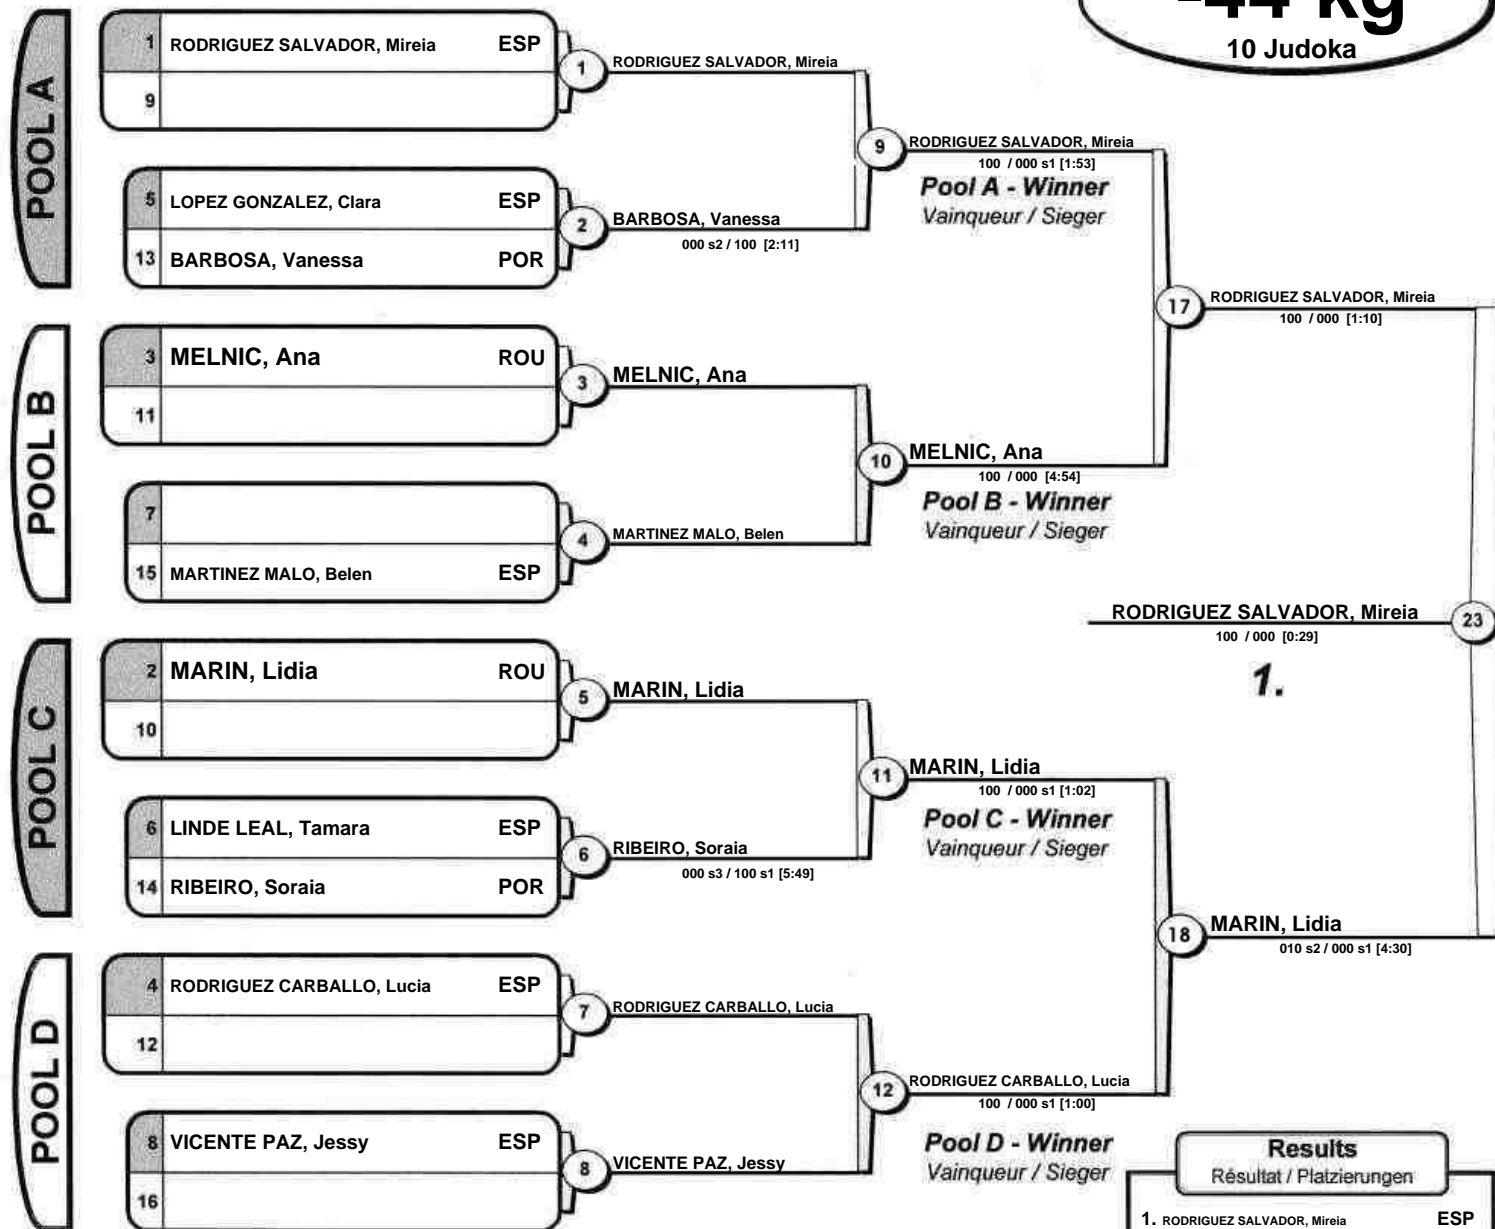 -44 kg
10 Judoka
POOL A
1 RODRIGUEZ SALVADOR, Mireia ESP
9
1
RODRIGUEZ SALVADOR, Mireia
5 LOPEZ GONZALEZ, Clara ESP
13 BARBOSA, Vanessa POR
2
BARBOSA, Vanessa
000 s2 / 100 [2:11]
9
RODRIGUEZ SALVADOR, Mireia
100 / 000 s1 [1:53]
Pool A - Winner
Vainqueur / Sieger
POOL B
3 MELNIC, Ana ROU
11
3
MELNIC, Ana
7
15 MARTINEZ MALO, Belen ESP
4
MARTINEZ MALO, Belen
10
MELNIC, Ana
100 / 000 [4:54]
Pool B - Winner
Vainqueur / Sieger
17
RODRIGUEZ SALVADOR, Mireia
100 / 000 [1:10]
RODRIGUEZ SALVADOR, Mireia
23
100 / 000 [0:29]
1.
POOL C
2 MARIN, Lidia ROU
10
5
MARIN, Lidia
6 LINDE LEAL, Tamara ESP
14 RIBEIRO, Soraia POR
6
RIBEIRO, Soraia
000 s3 / 100 s1 [5:49]
11
MARIN, Lidia
100 / 000 s1 [1:02]
Pool C - Winner
Vainqueur / Sieger
18
MARIN, Lidia
010 s2 / 000 s1 [4:30]
POOL D
4 RODRIGUEZ CARBALLO, Lucia ESP
12
7
RODRIGUEZ CARBALLO, Lucia
8 VICENTE PAZ, Jessy ESP
16
8
VICENTE PAZ, Jessy
12
RODRIGUEZ CARBALLO, Lucia
100 / 000 s1 [1:00]
Pool D - Winner
Vainqueur / Sieger
Results
Résultat / Platzierungen
1. RODRIGUEZ SALVADOR, Mireia ESP